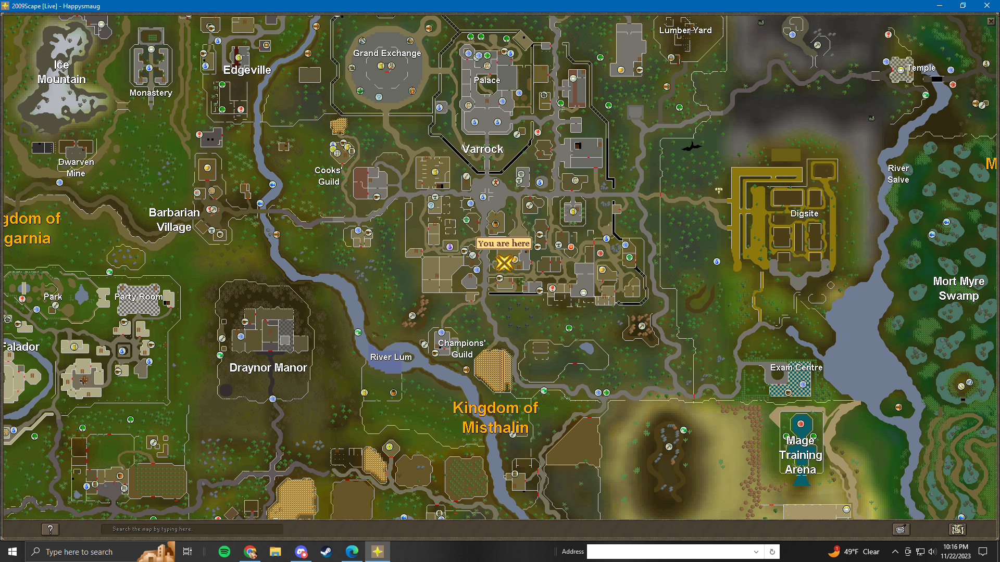 2009Scape [Live] - Happysmaug
Lumber Yard
Grand Exchange
Ice
Mountain
Edgeville
Temple
Palace
Monastery
Varrock
Dwarven
Mine
River
Salve
M
Cooks'
Guild
Barbarian
Village
Digsite
gdom of
garnia
You are here
Mort Myre
Swamp
Park
Party Room
Falador
Champions'
Guild
River Lum
Draynor Manor
Exam Centre
Kingdom of
Misthalin
Mage
Training
Arena
?
Search the map by typing here.
Type here to search
Address
1
49°F Clear
10:16 PM
11/22/2023